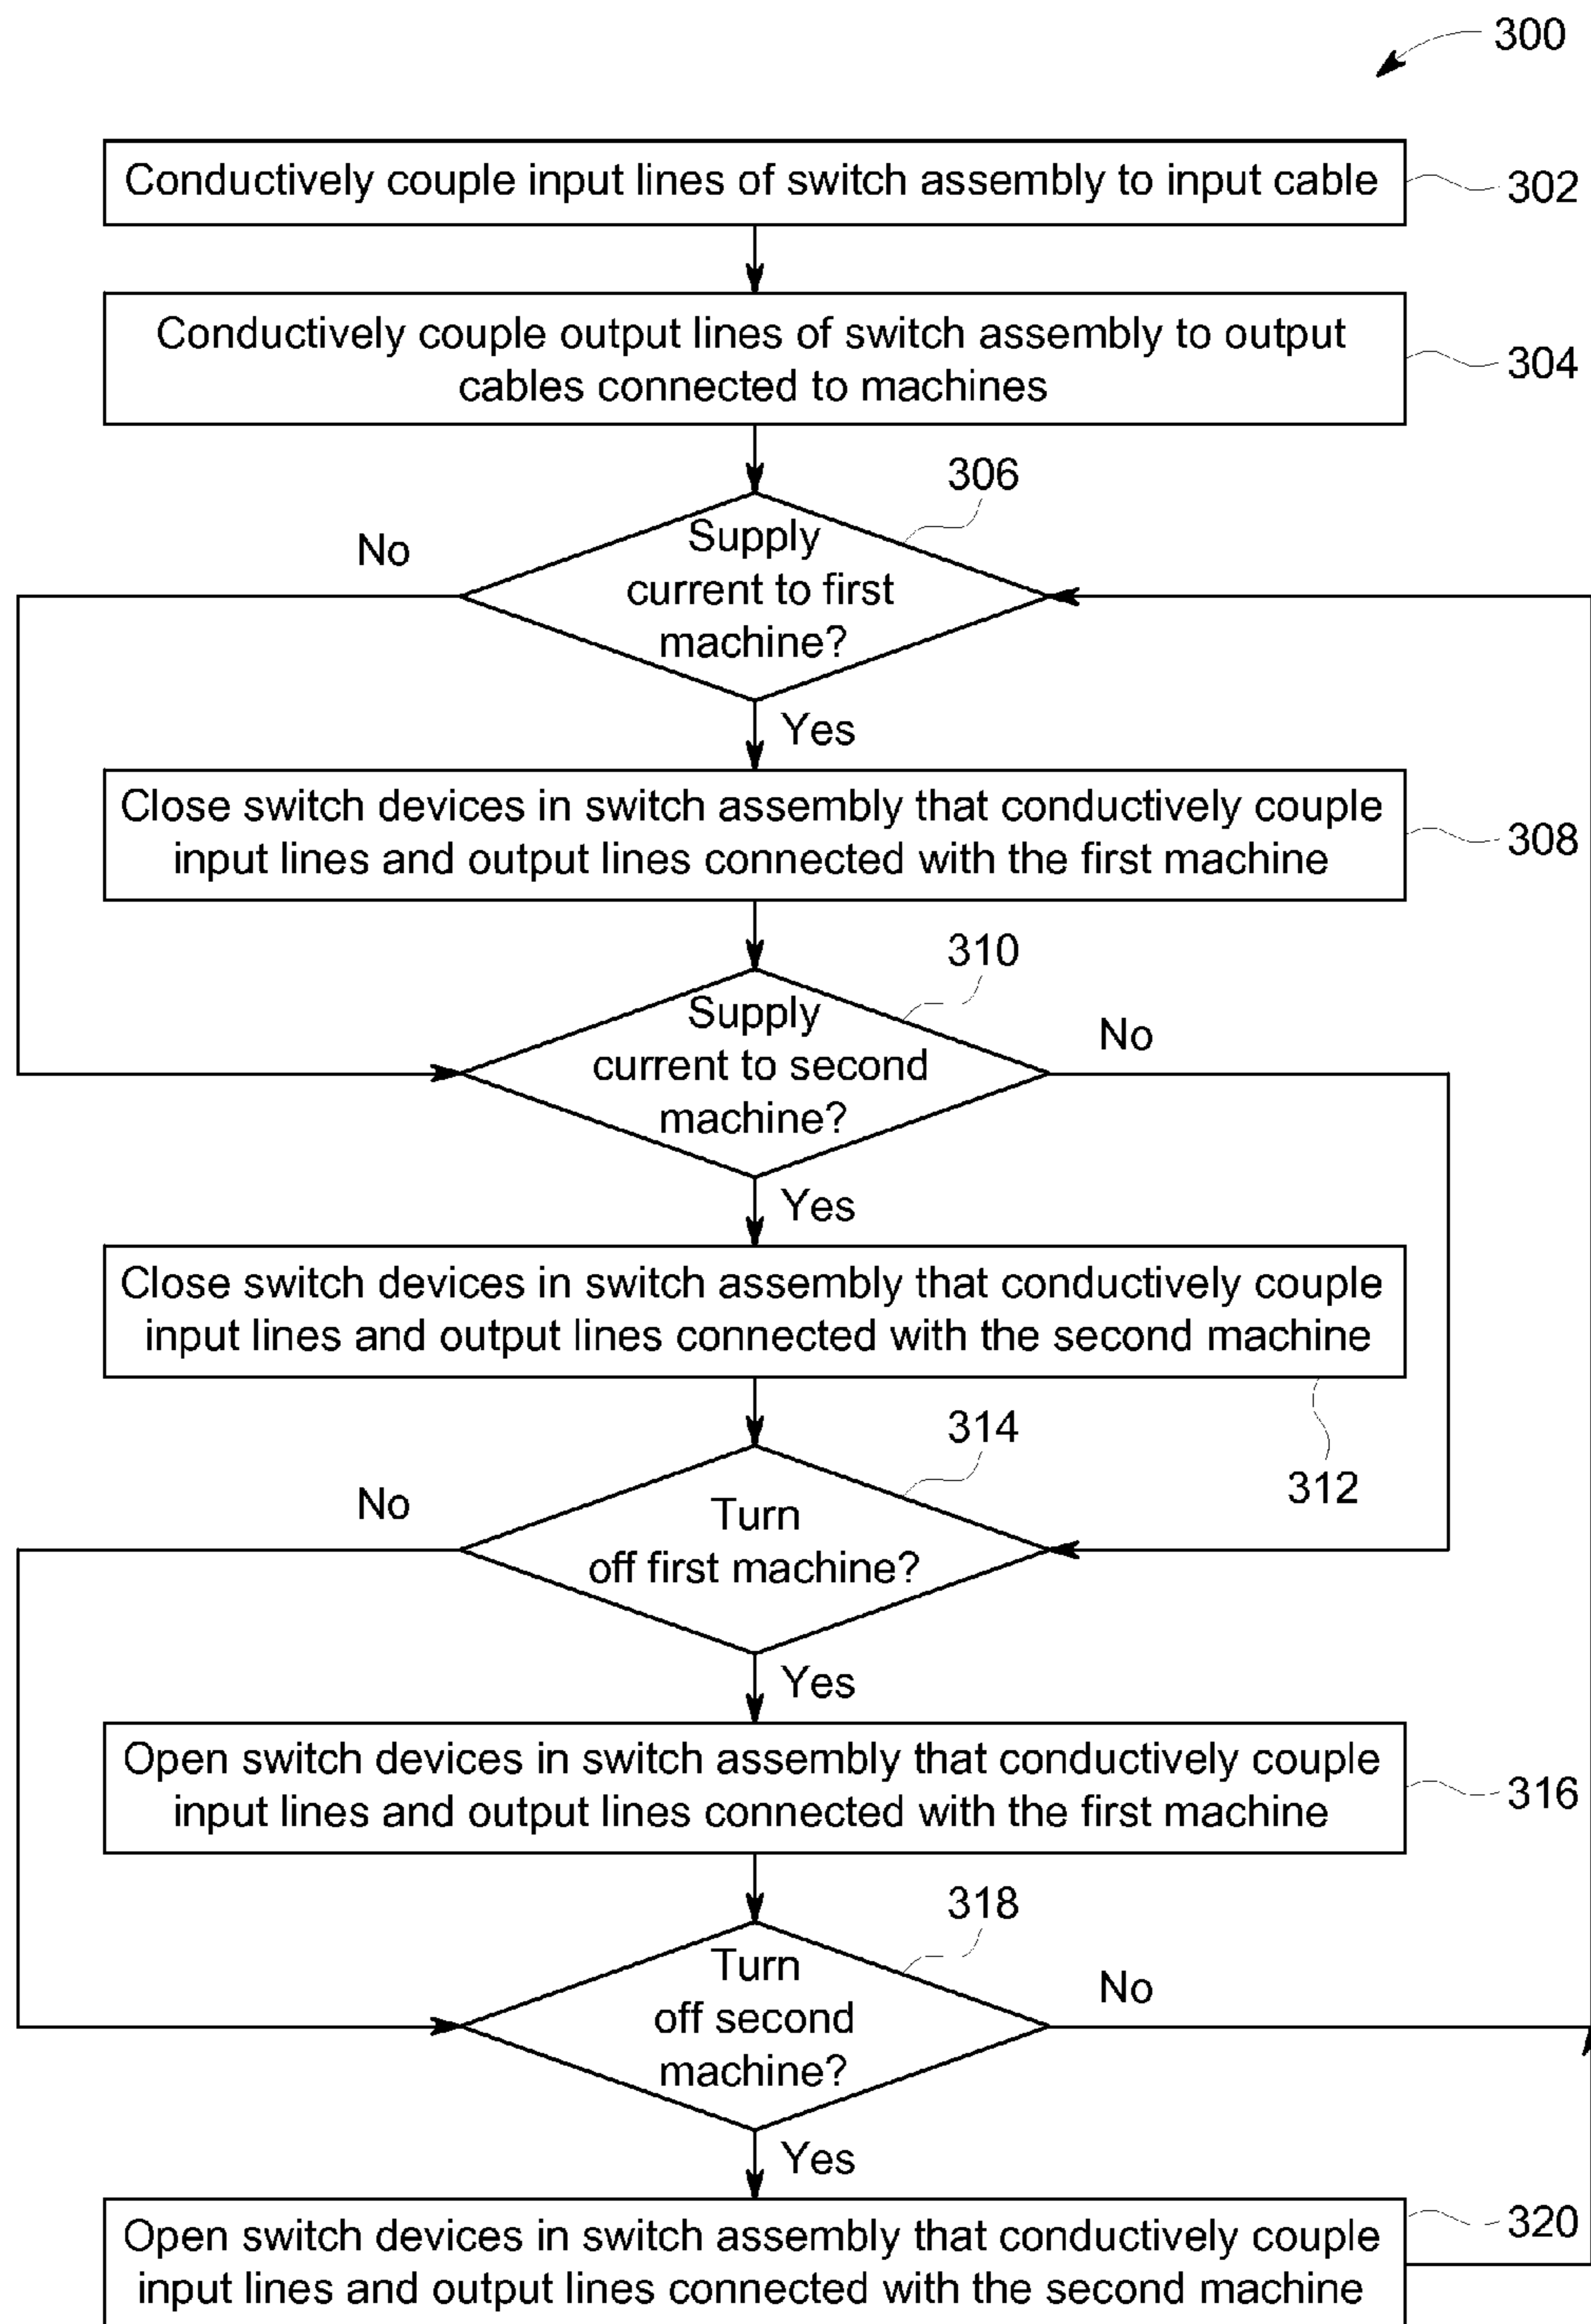 300
Conductively couple input lines of switch assembly to input cable
302
Conductively couple output lines of switch assembly to output
cables connected to machines
304
306
No
Supply
current to first
machine?
Yes
Close switch devices in switch assembly that conductively couple
input lines and output lines connected with the first machine
308
310
Supply
current to second
machine?
No
Yes
Close switch devices in switch assembly that conductively couple
input lines and output lines connected with the second machine
312
314
No
Turn
off first machine?
Yes
Open switch devices in switch assembly that conductively couple
input lines and output lines connected with the first machine
316
318
Turn
off second
machine?
No
Yes
Open switch devices in switch assembly that conductively couple
input lines and output lines connected with the second machine
320